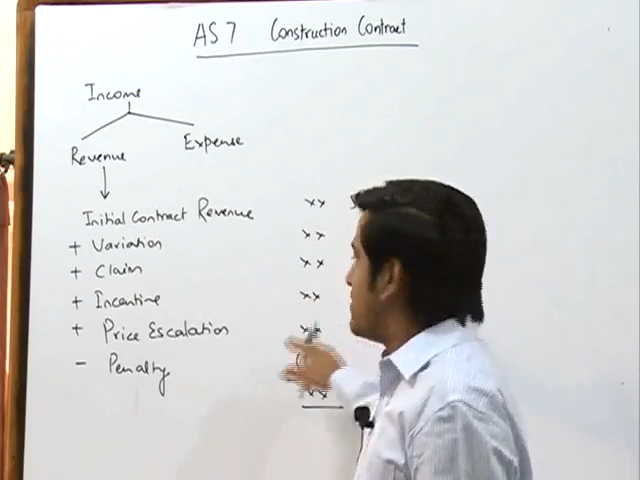 AS 7 Construction Contract
Income
Revenue Expense
Initial Contract Revenue xx
+ Variation xx
+ Claim xx
+ Incentive xx
+ Price Escalation xx
- Penalty
xx